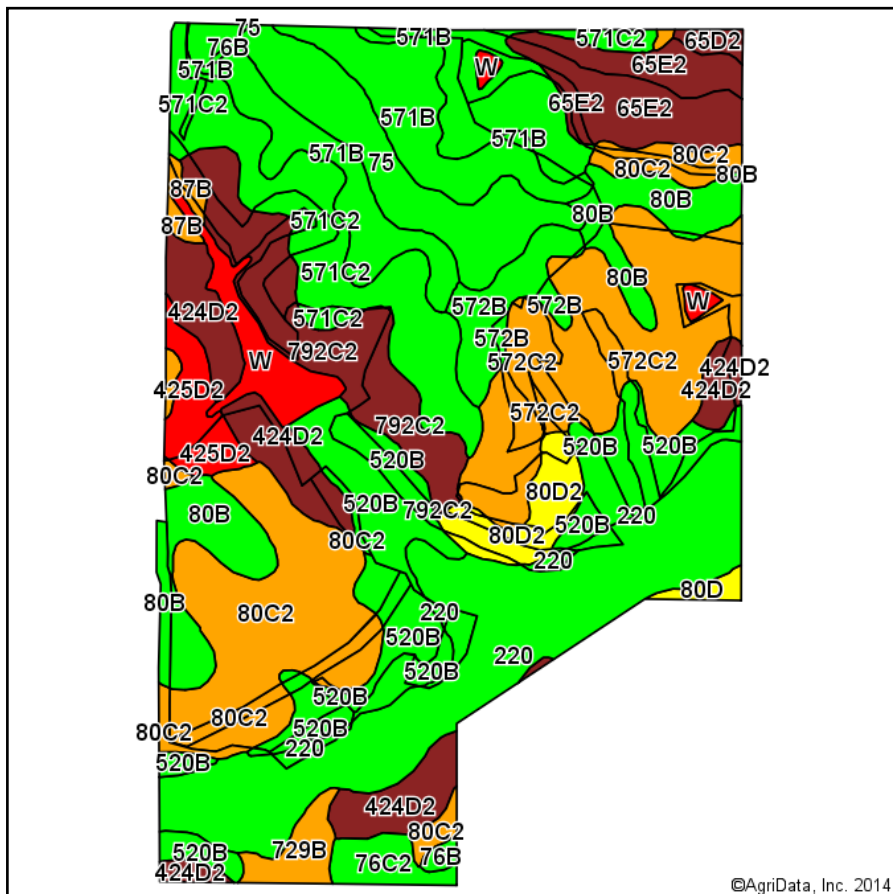 75
571B
571C2
65D2
76B
W
65E2
571B
571C2
65E2
65E2
571B
571B
571B
75
80C2
80C2
80B
87B
80B
87B
571C2
80B
571C2
80B
424D2
572B
572B
W
571C2
572B
792C2
W
572C2
572C2
424D2
425D2
424D2
572C2
792C2
424D2
520B
520B
425D2
520B
80C2
80D2
520B
792C2
80B
220
520B
80D2
80C2
220
80D
80B
80C2
220
520B
220
520B
520B
80C2
520B
80C2
220
520B
424D2
80C2
729B
520B
76B
76C2
424D2
©AgriData, Inc. 2014